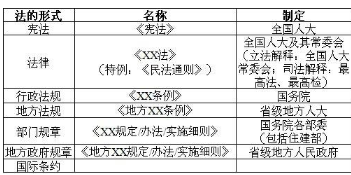 法的形式 名称 制定
宪法 《宪法》 全国人大
法律 《XX法》
（特例：《民法通则》） 全国人大及其常委会
（立法解释：全国人大
常委会；司法解释：最
高法、最高检）
行政法规 《XX条例》 国务院
地方法规 《地方XX条例》 省级地方人大
部门规章 《XX规定/办法/实施细则》 国务院各部委
（包括住建部）
地方政府规章 《地方XX规定/办法/实施细则》 省级地方人民政府
国际条约